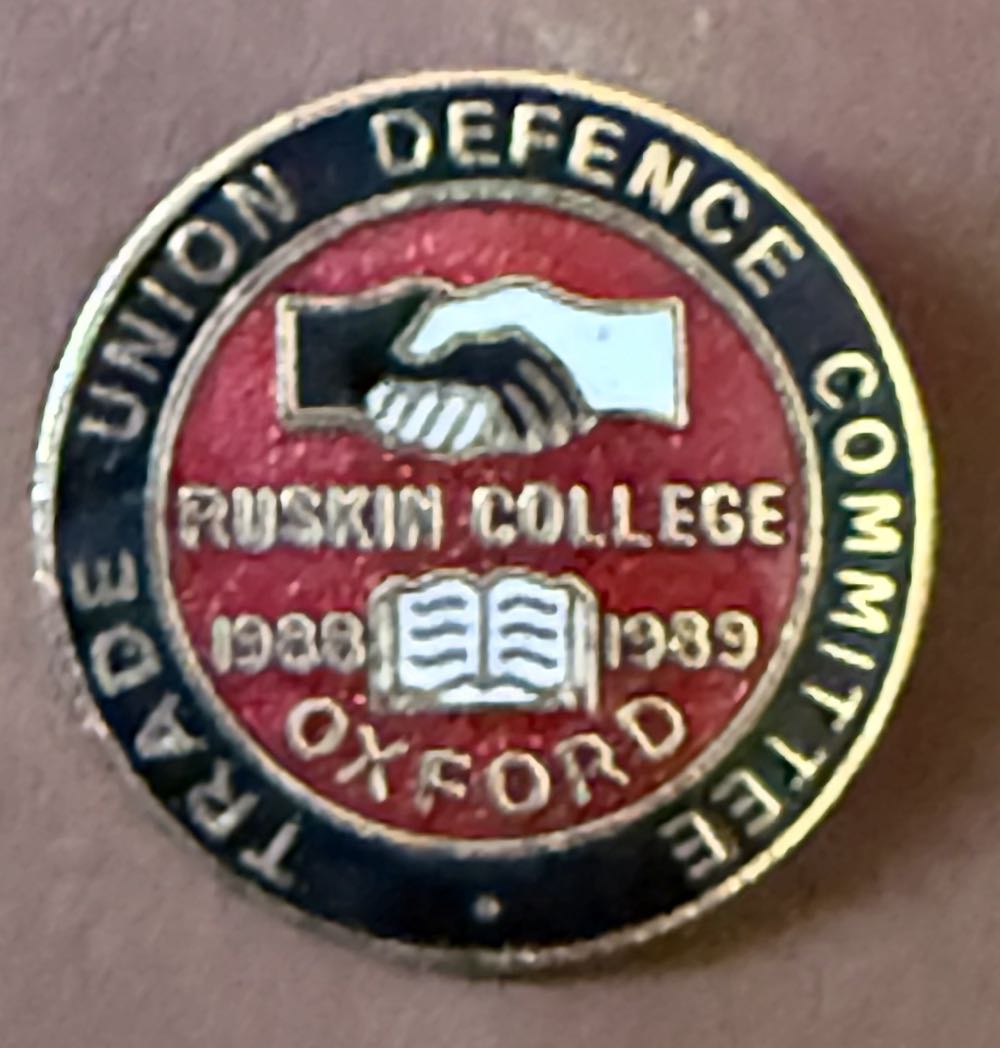 TRADE UNION DEFENCE COMMITTEE
RUSKIN COLLEGE
1988 1989
OXFORD